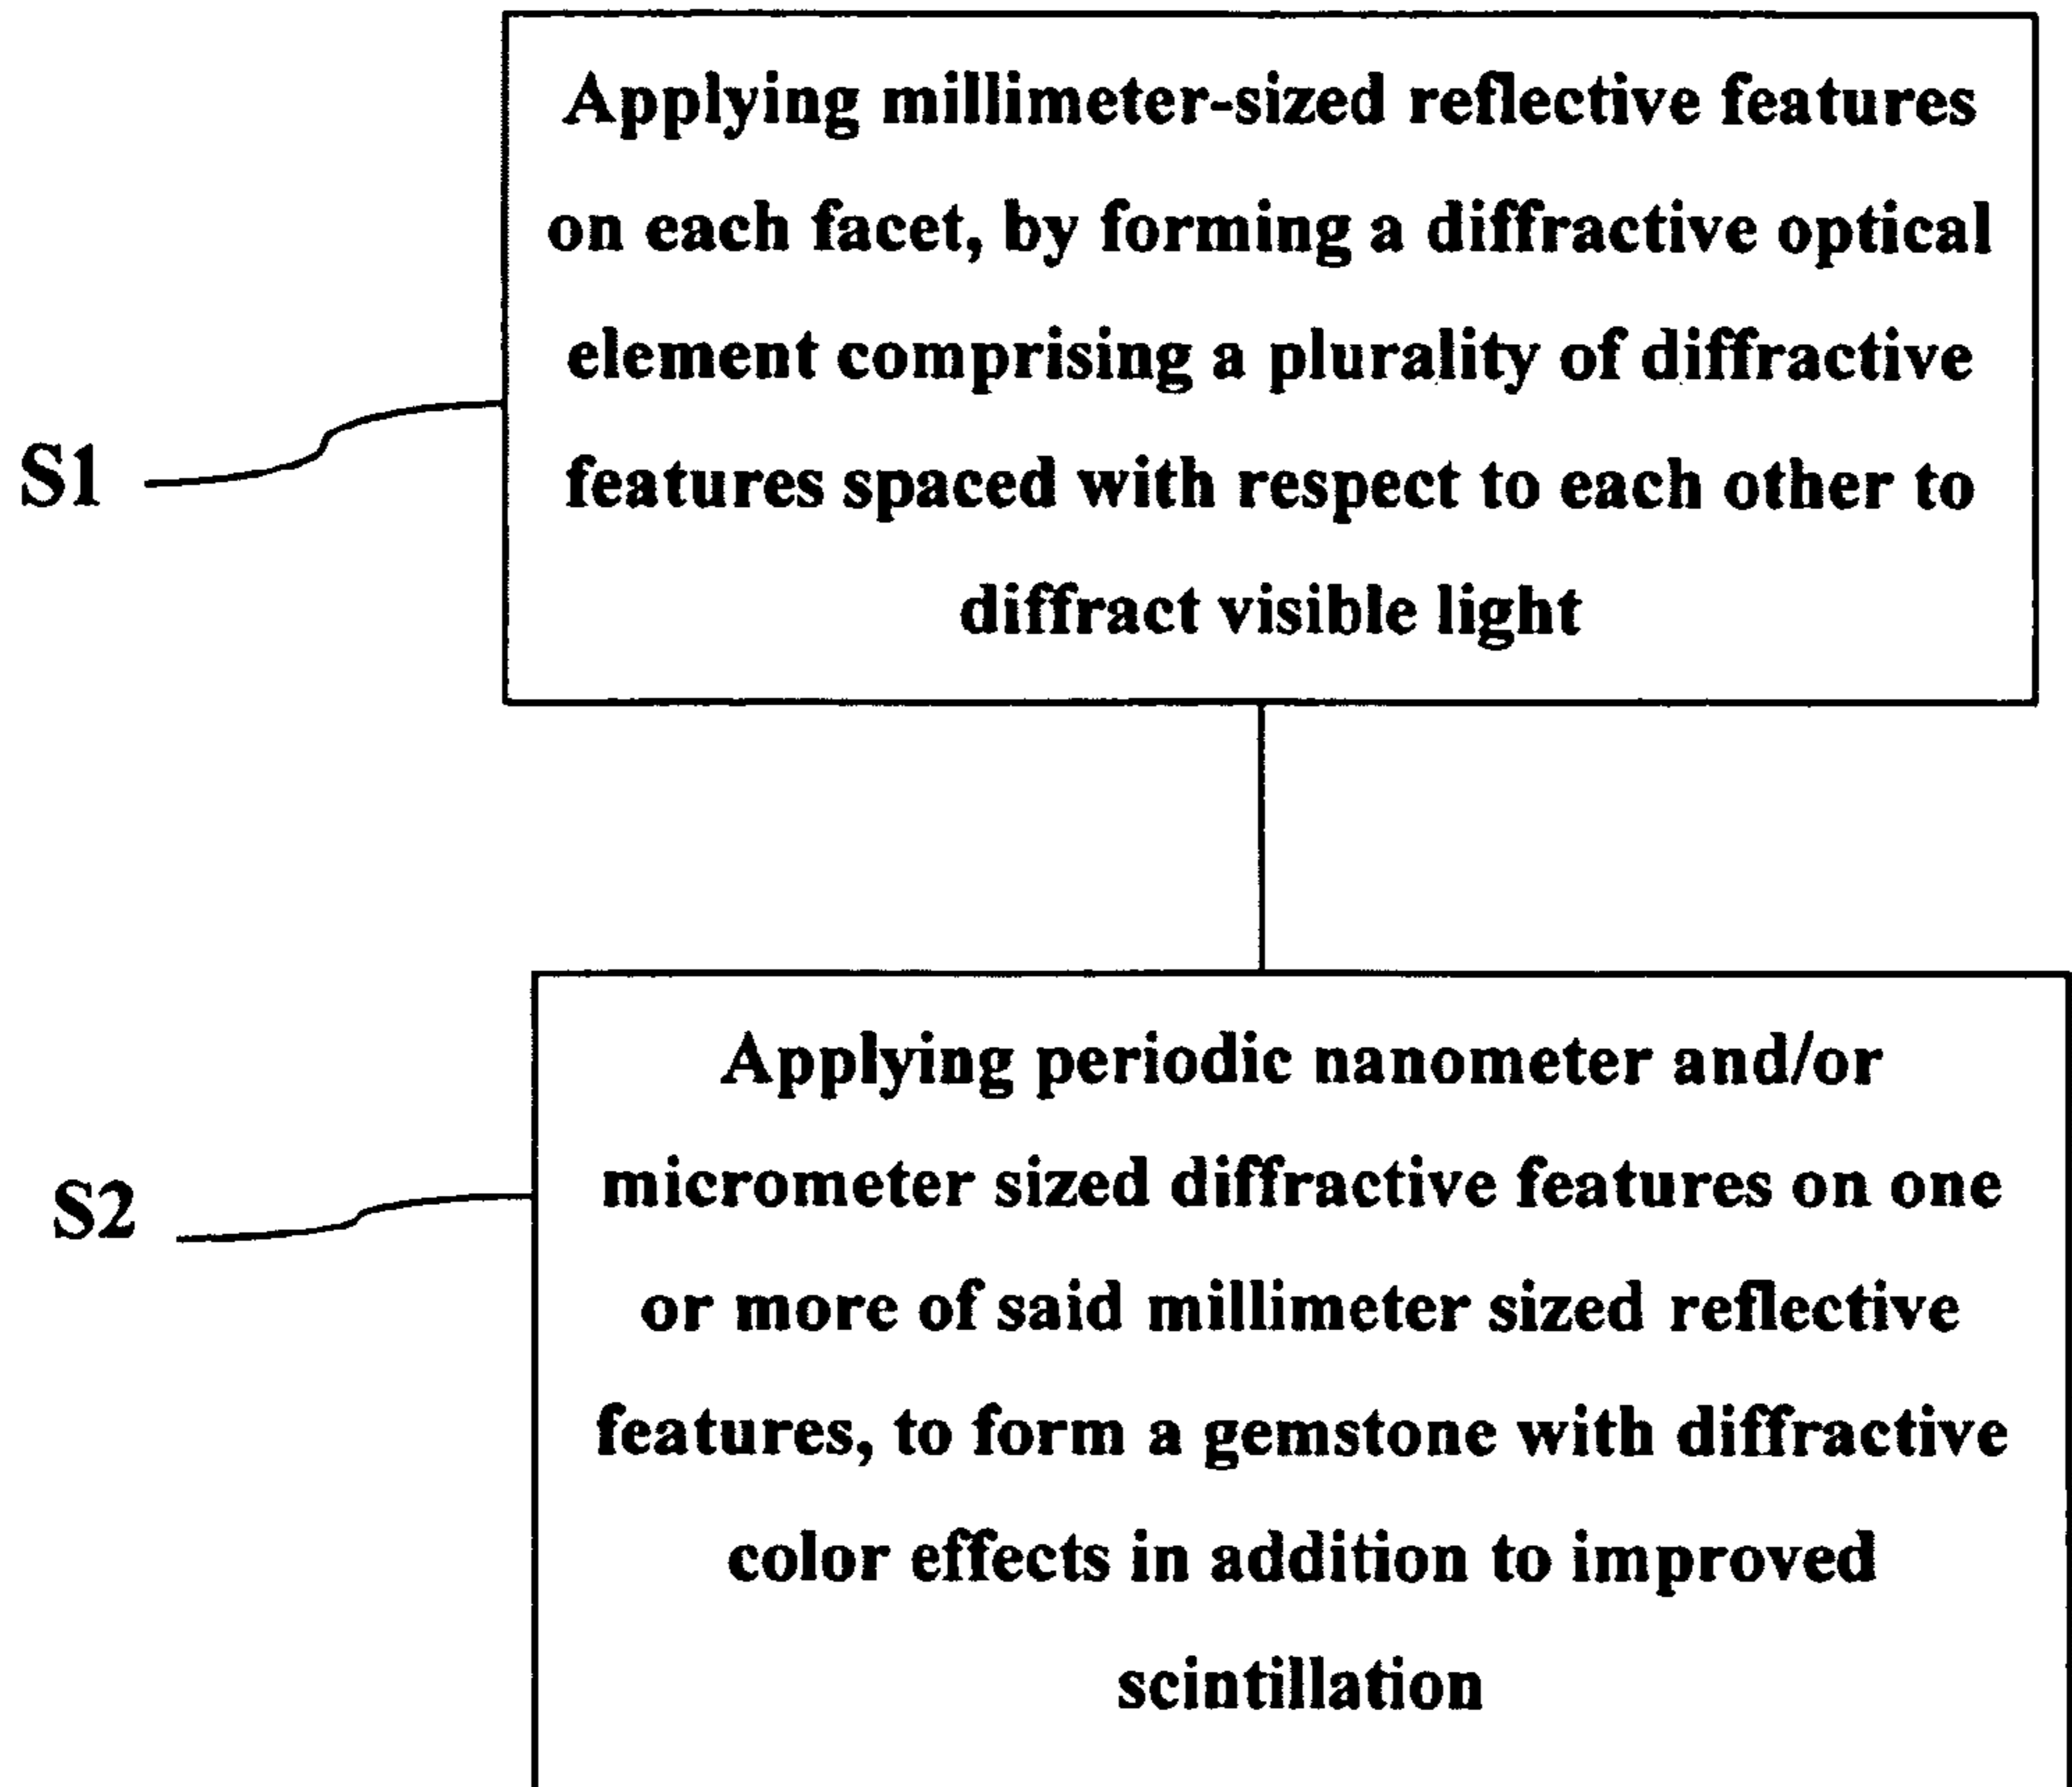 Applying millimeter-sized reflective features
on each facet, by forming a diffractive optical
element comprising a plurality of diffractive
features spaced with respect to each other to
diffract visible light
S1
Applying periodic nanometer and/or
micrometer sized diffractive features on one
or more of said millimeter sized reflective
features, to form a gemstone with diffractive
color effects in addition to improved
scintillation
S2